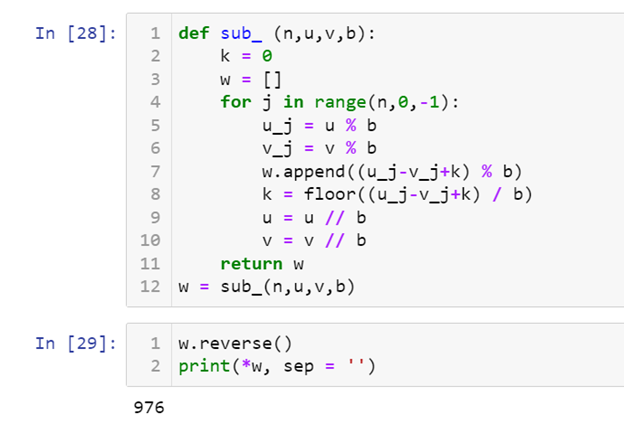 In [28]:
1 def sub_ (n,u,v,b):
2     k = 0
3     w = []
4     for j in range(n,0,-1):
5         u_j = u % b
6         v_j = v % b
7         w.append((u_j-v_j+k) % b)
8         k = floor((u_j-v_j+k) / b)
9         u = u // b
10         v = v // b
11     return w
12 w = sub_(n,u,v,b)
In [29]:
1 w.reverse()
2 print(*w, sep = '')
976